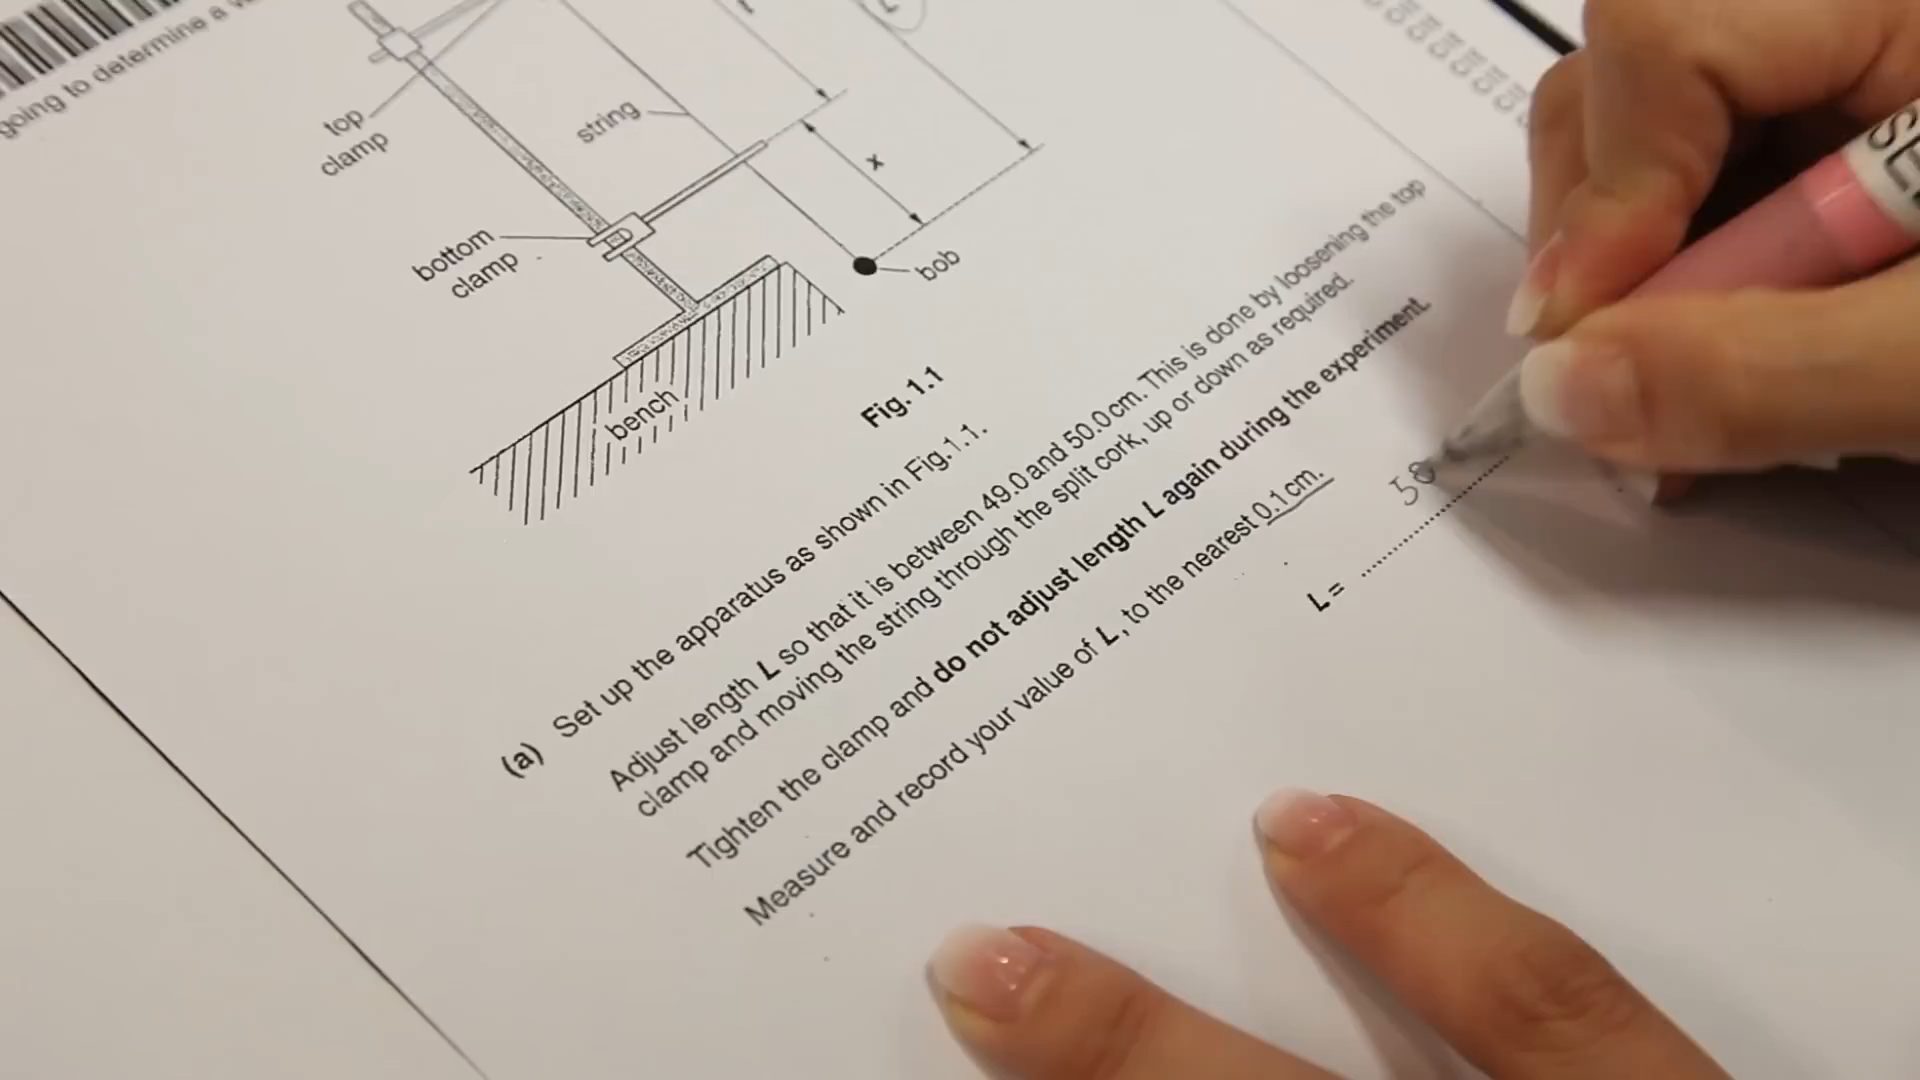 going to determine a
top
clamp
string
x
bottom
clamp
bob
bench
Fig. 1.1
(a) Set up the apparatus as shown in Fig. 1.1.
Adjust length L so that it is between 49.0 and 50.0 cm. This is done by loosening the top
clamp and moving the string through the split cork, up or down as required.
Tighten the clamp and do not adjust length L again during the experiment.
Measure and record your value of L, to the nearest 0.1 cm.
50
L = ....................